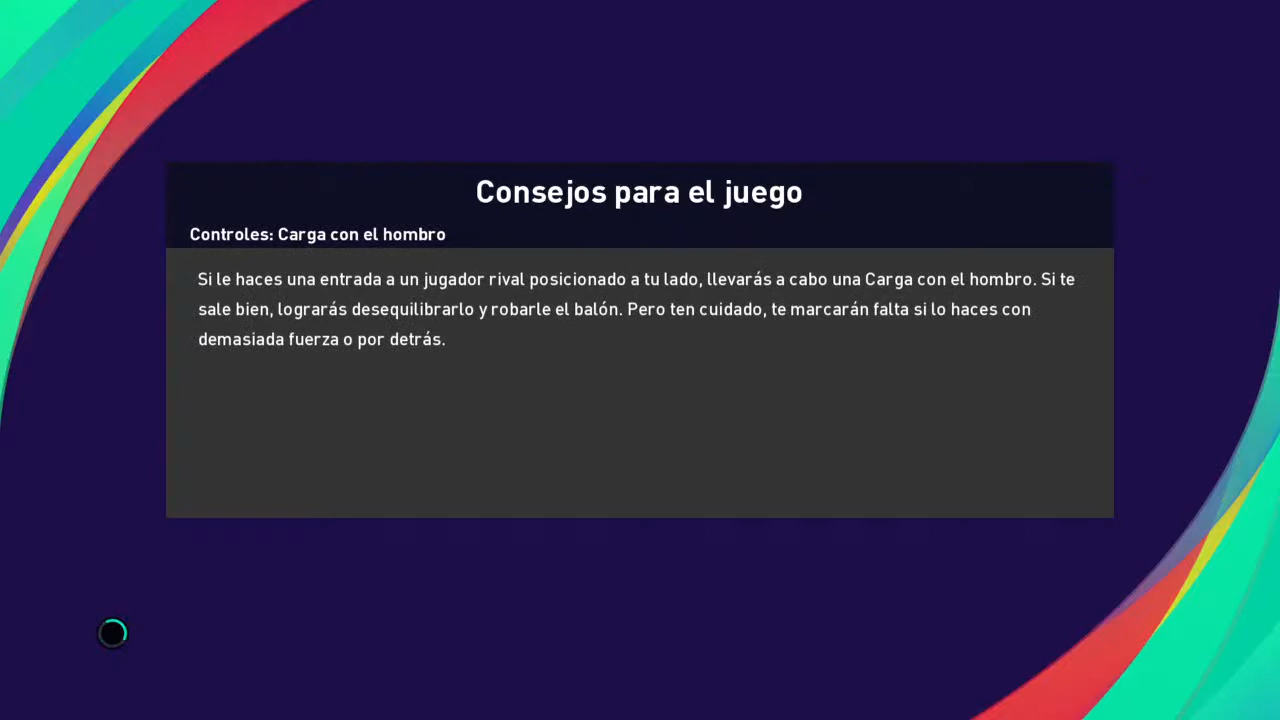 Consejos para el juego
Controles: Carga con el hombro
Si le haces una entrada a un jugador rival posicionado a tu lado, llevarás a cabo una Carga con el hombro. Si te
sale bien, lograrás desequilibrarlo y robarle el balón. Pero ten cuidado, te marcarán falta si lo haces con
demasiada fuerza o por detrás.